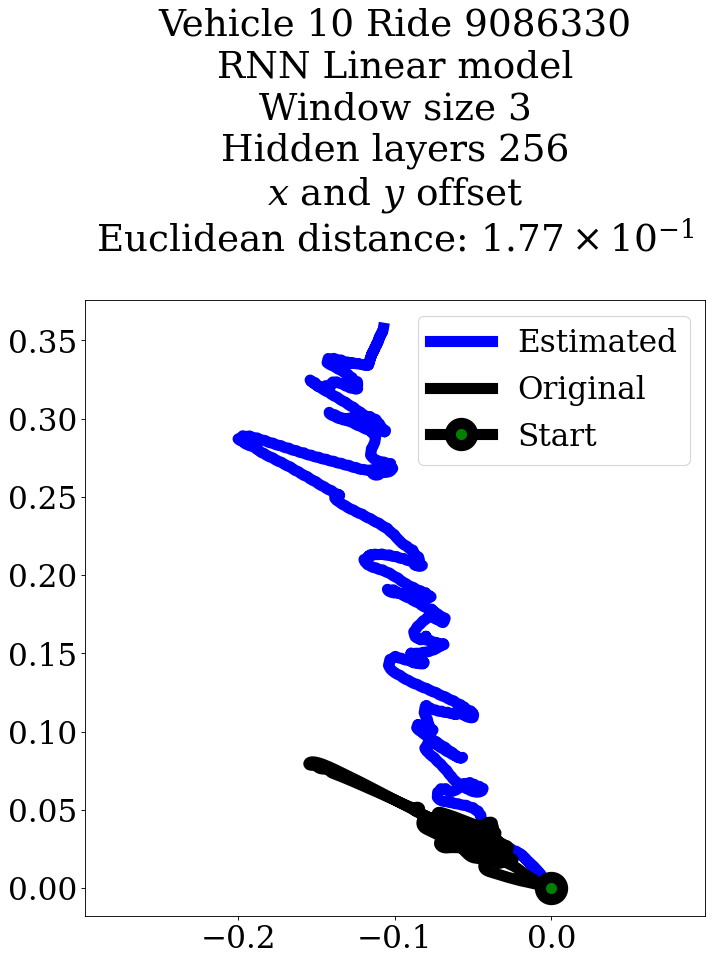 Vehicle 10 Ride 9086330
RNN Linear model
Window size 3
Hidden layers 256
x and y offset
Euclidean distance: 1.77 × 10⁻¹
Estimated
Original
Start
0.35
0.30
0.25
0.20
0.15
0.10
0.05
0.00
−0.2 −0.1 0.0